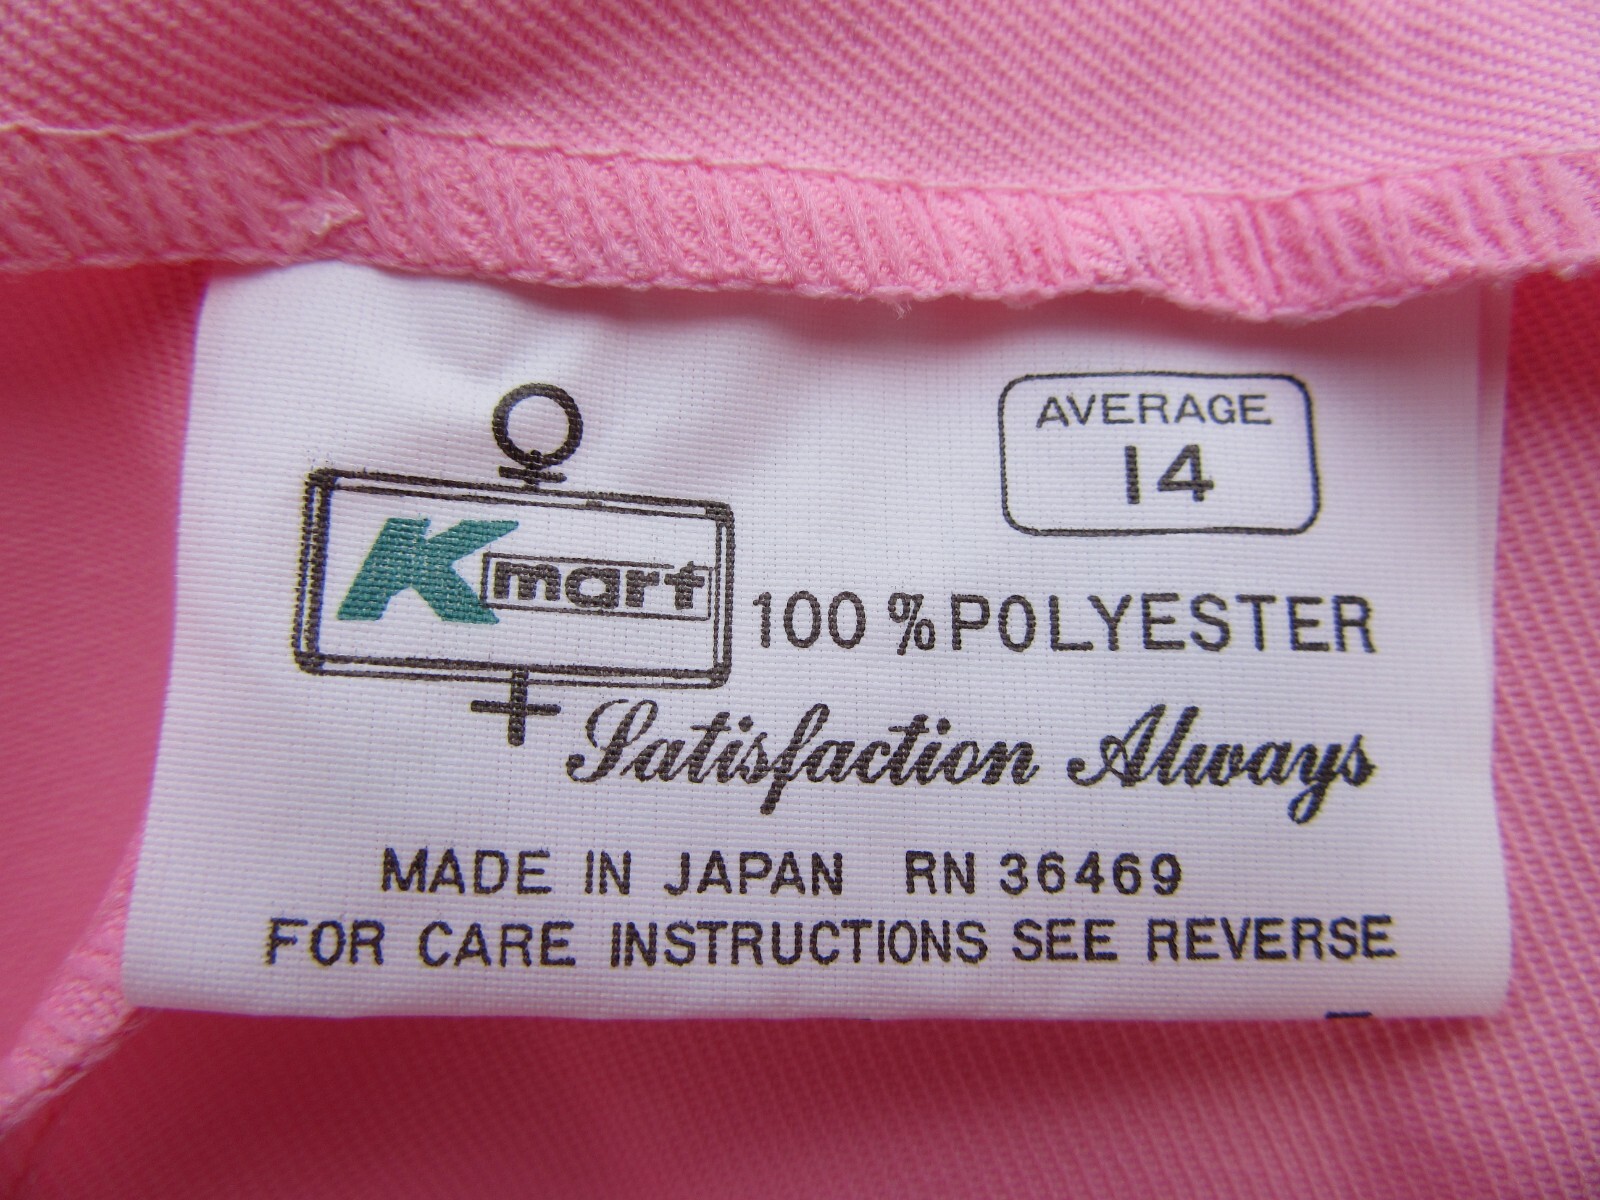 AVERAGE
14
Kmart
100% POLYESTER
Satisfaction Always
MADE IN JAPAN RN 36469
FOR CARE INSTRUCTIONS SEE REVERSE